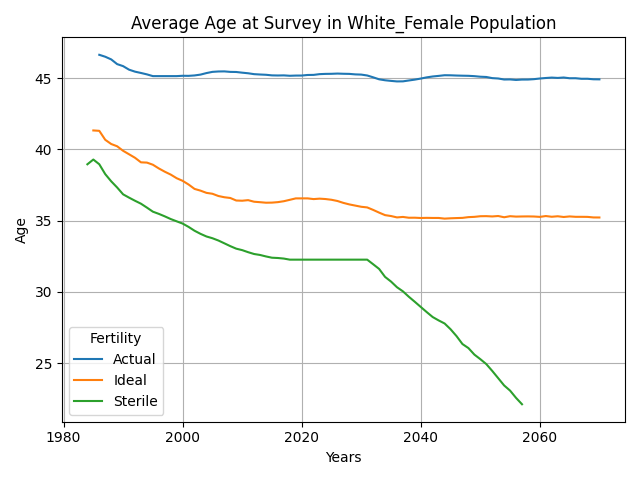 Average Age at Survey in White_Female Population
Age
45
40
35
30
25
Fertility
Actual
Ideal
Sterile
1980
2000
2020
2040
2060
Years